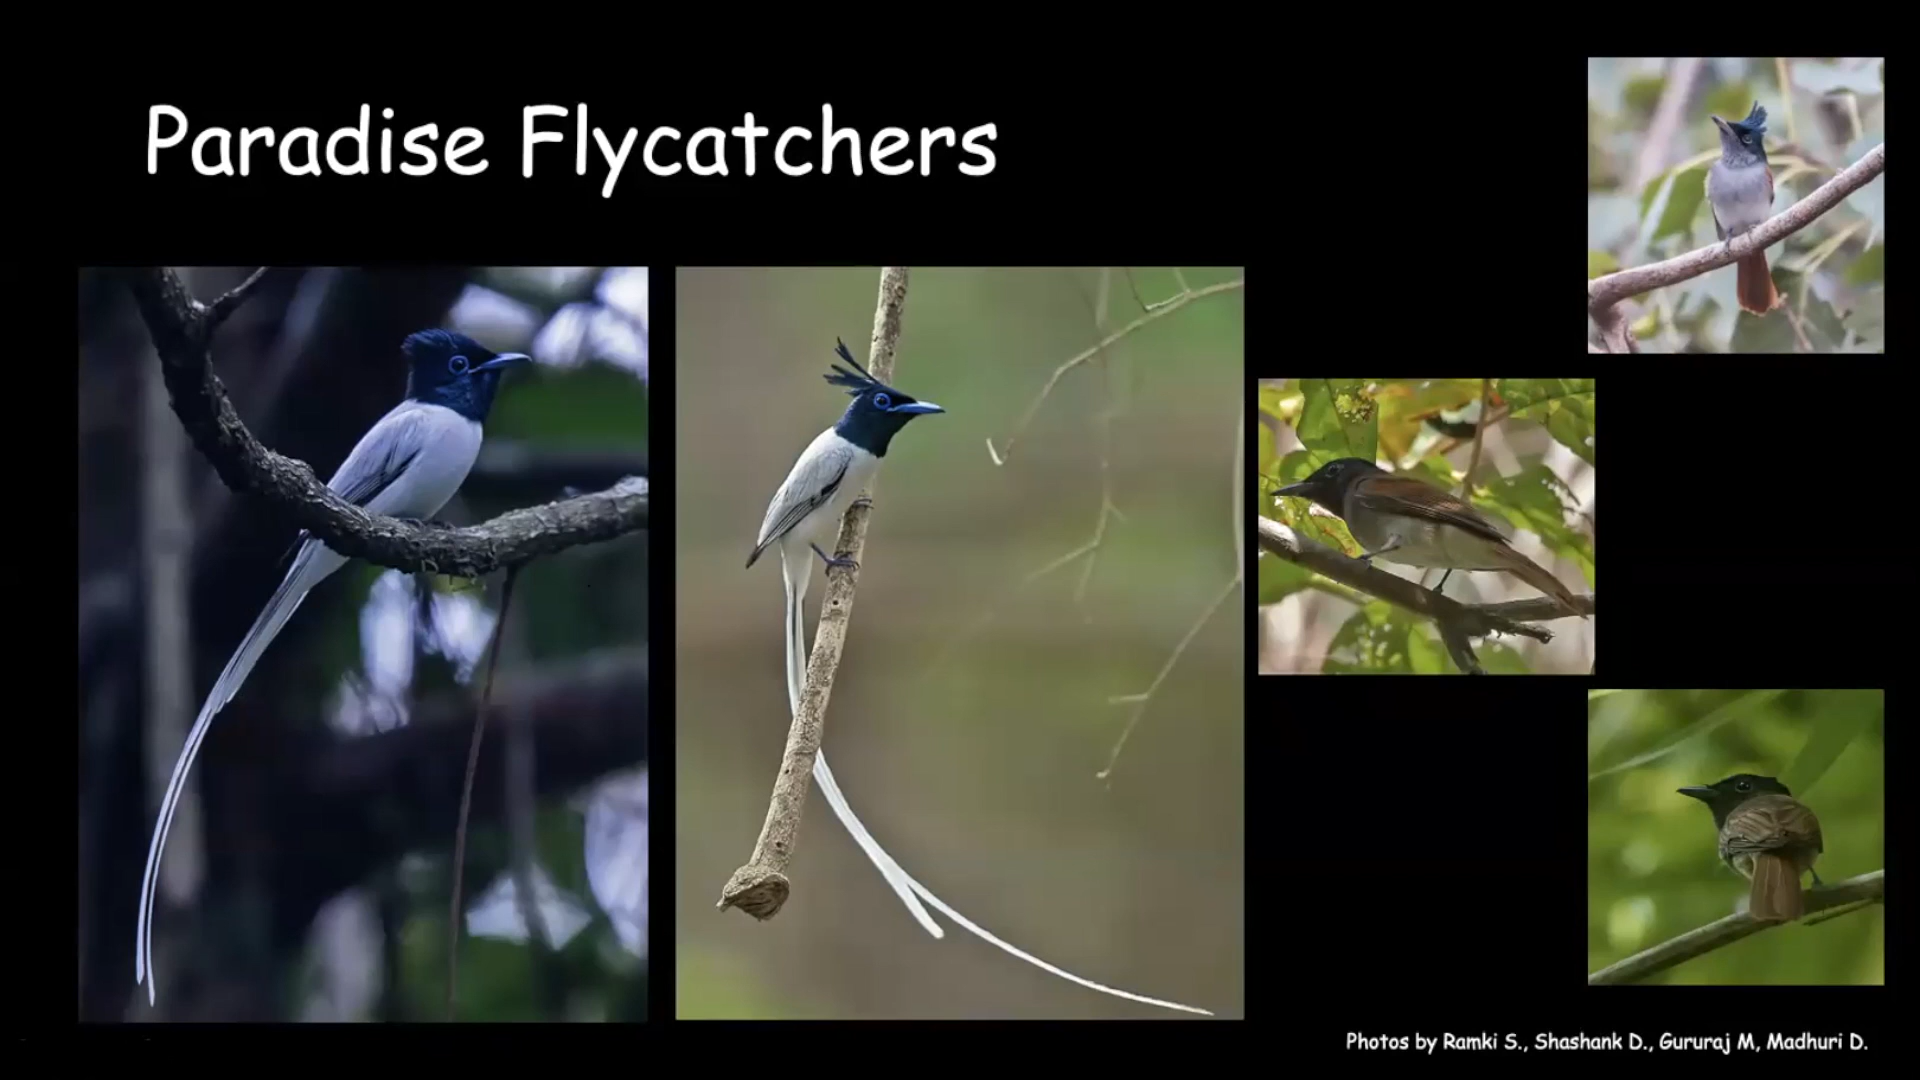 Paradise Flycatchers
Photos by Ramki S., Shashank D., Gururaj M, Madhuri D.